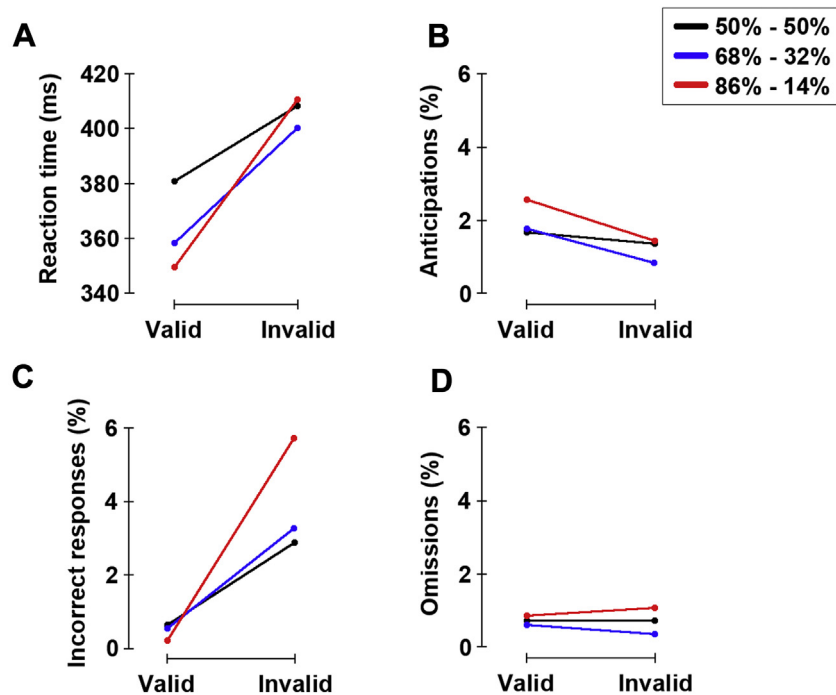 A
Reaction time (ms)
420
400
380
360
340
Valid Invalid
B
Anticipations (%)
6
4
2
0
Valid Invalid
50% - 50%
68% - 32%
86% - 14%
C
Incorrect responses (%)
6
4
2
0
Valid Invalid
D
Omissions (%)
6
4
2
0
Valid Invalid